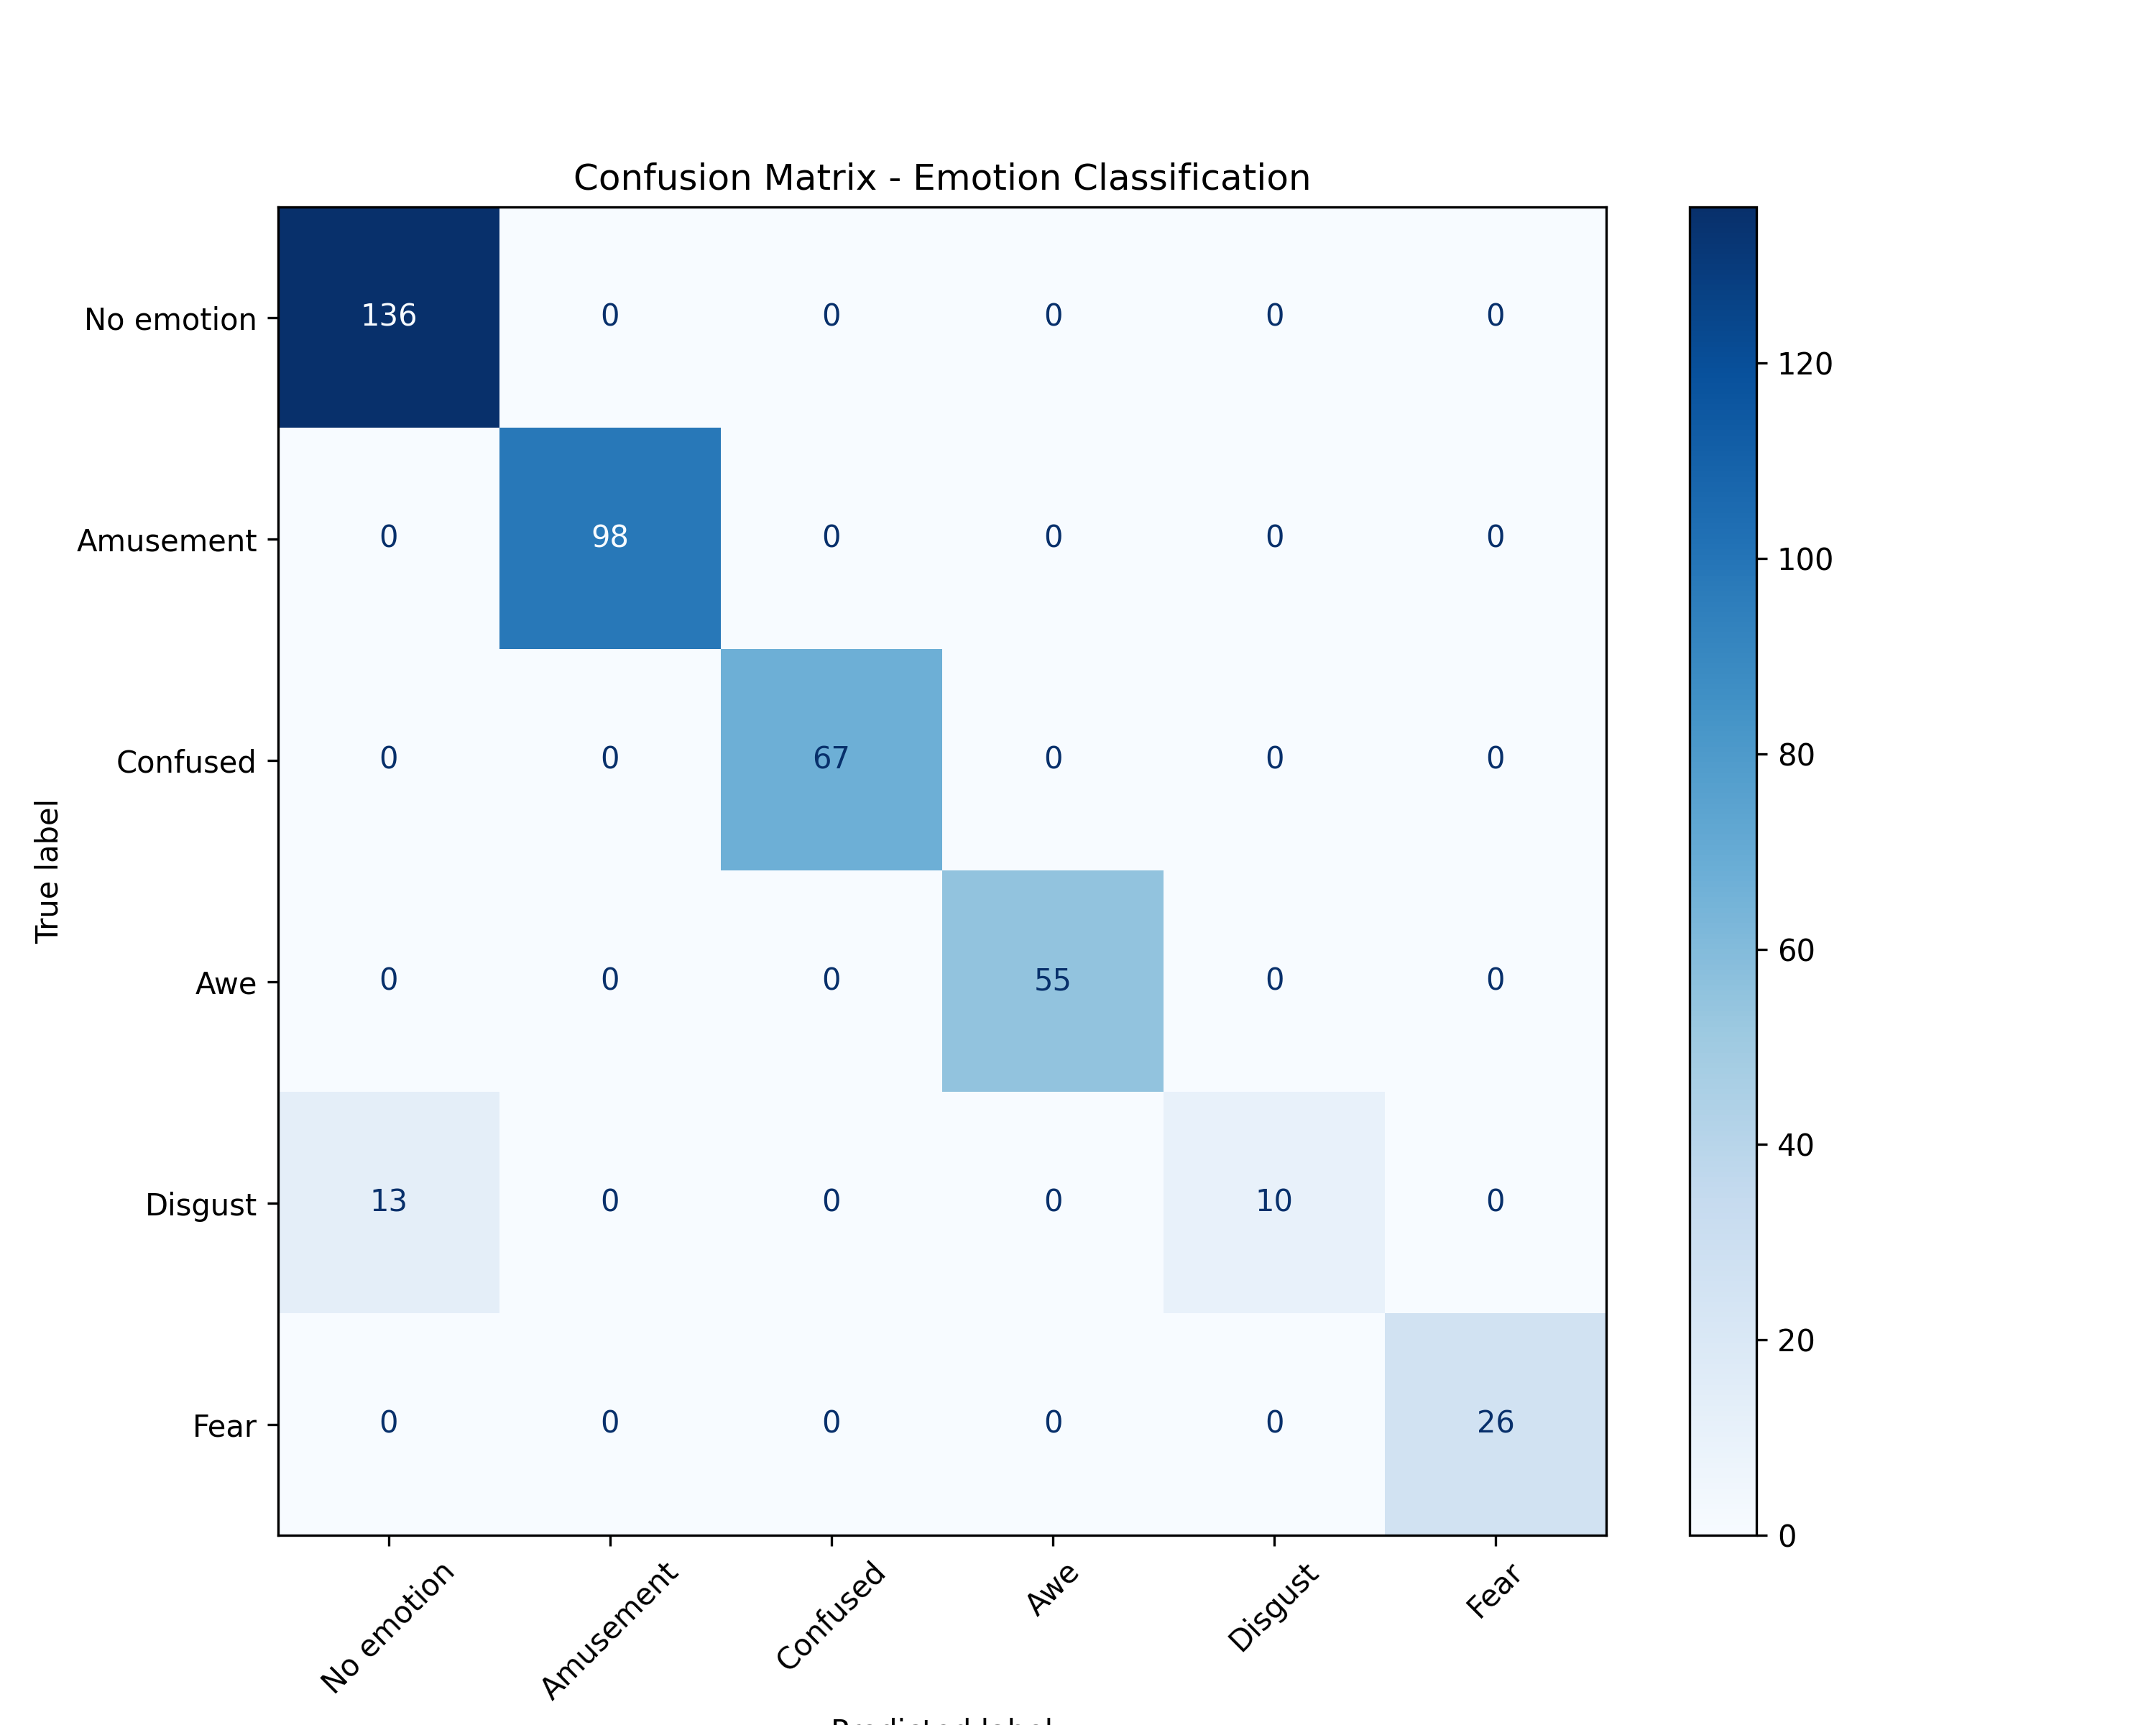 Confusion Matrix - Emotion Classification
No emotion 136 0 0 0 0 0
Amusement 0 98 0 0 0 0
Confused 0 0 67 0 0 0
Awe 0 0 0 55 0 0
Disgust 13 0 0 0 10 0
Fear 0 0 0 0 0 26
True label
No emotion Amusement Confused Awe Disgust Fear
Predicted label
120
100
80
60
40
20
0